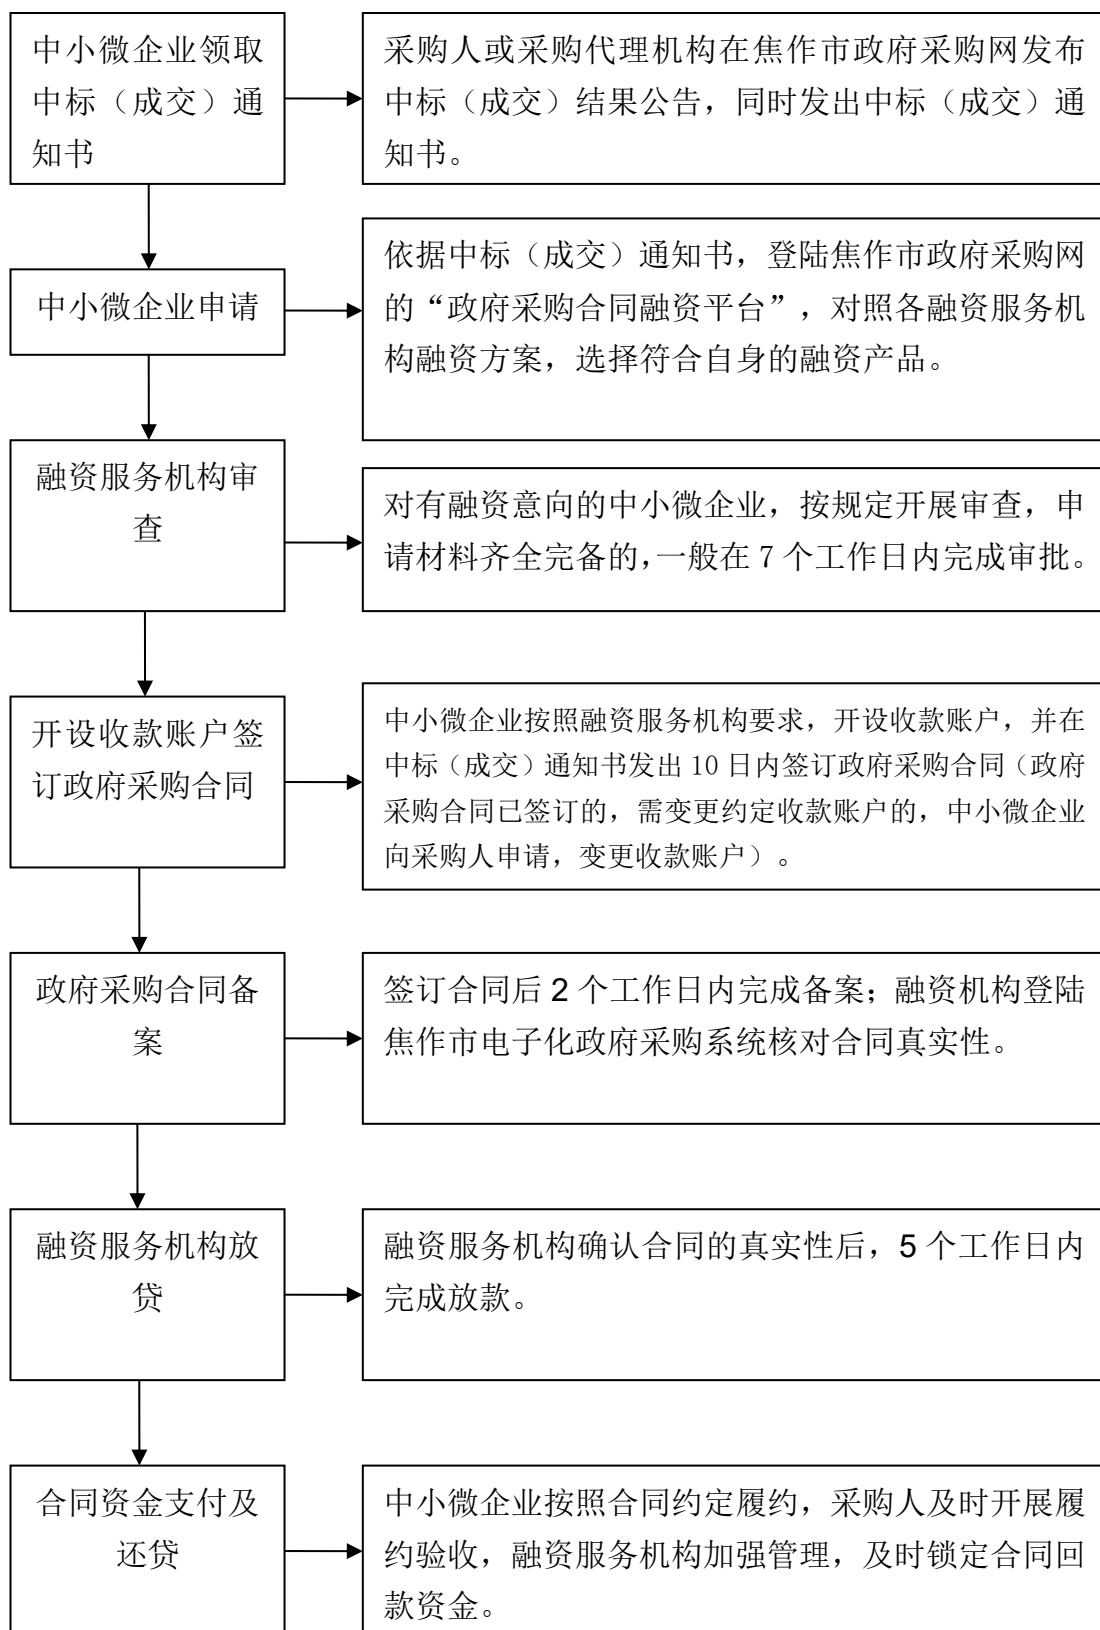 中小微企业领取
中标（成交）通
知书
采购人或采购代理机构在焦作市政府采购网发布
中标（成交）结果公告，同时发出中标（成交）通
知书。
中小微企业申请
依据中标（成交）通知书，登陆焦作市政府采购网
的“政府采购合同融资平台”，对照各融资服务机
构融资方案，选择符合自身的融资产品。
融资服务机构审
查
对有融资意向的中小微企业，按规定开展审查，申
请材料齐全完备的，一般在 7 个工作日内完成审批。
开设收款账户签
订政府采购合同
中小微企业按照融资服务机构要求，开设收款账户，并在
中标（成交）通知书发出 10 日内签订政府采购合同（政府
采购合同已签订的，需变更约定收款账户的，中小微企业
向采购人申请，变更收款账户）。
政府采购合同备
案
签订合同后 2 个工作日内完成备案；融资机构登陆
焦作市电子化政府采购系统核对合同真实性。
融资服务机构放
贷
融资服务机构确认合同的真实性后，5 个工作日内
完成放款。
合同资金支付及
还贷
中小微企业按照合同约定履约，采购人及时开展履
约验收，融资服务机构加强管理，及时锁定合同回
款资金。